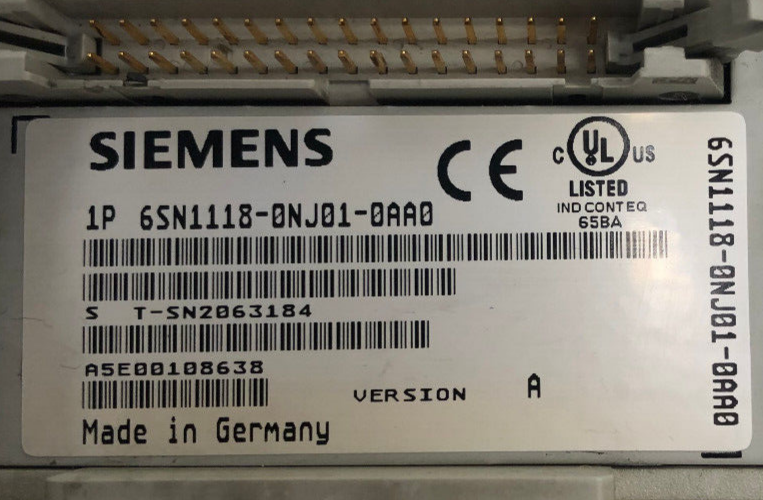 SIEMENS
CE
C UL US
LISTED
IND CONT EQ
65BA
1P 6SN1118-0NJ01-0AA0
S T-SN2063184
A5E00108638
VERSION A
Made in Germany
6SN1118-0NJ01-0AA0